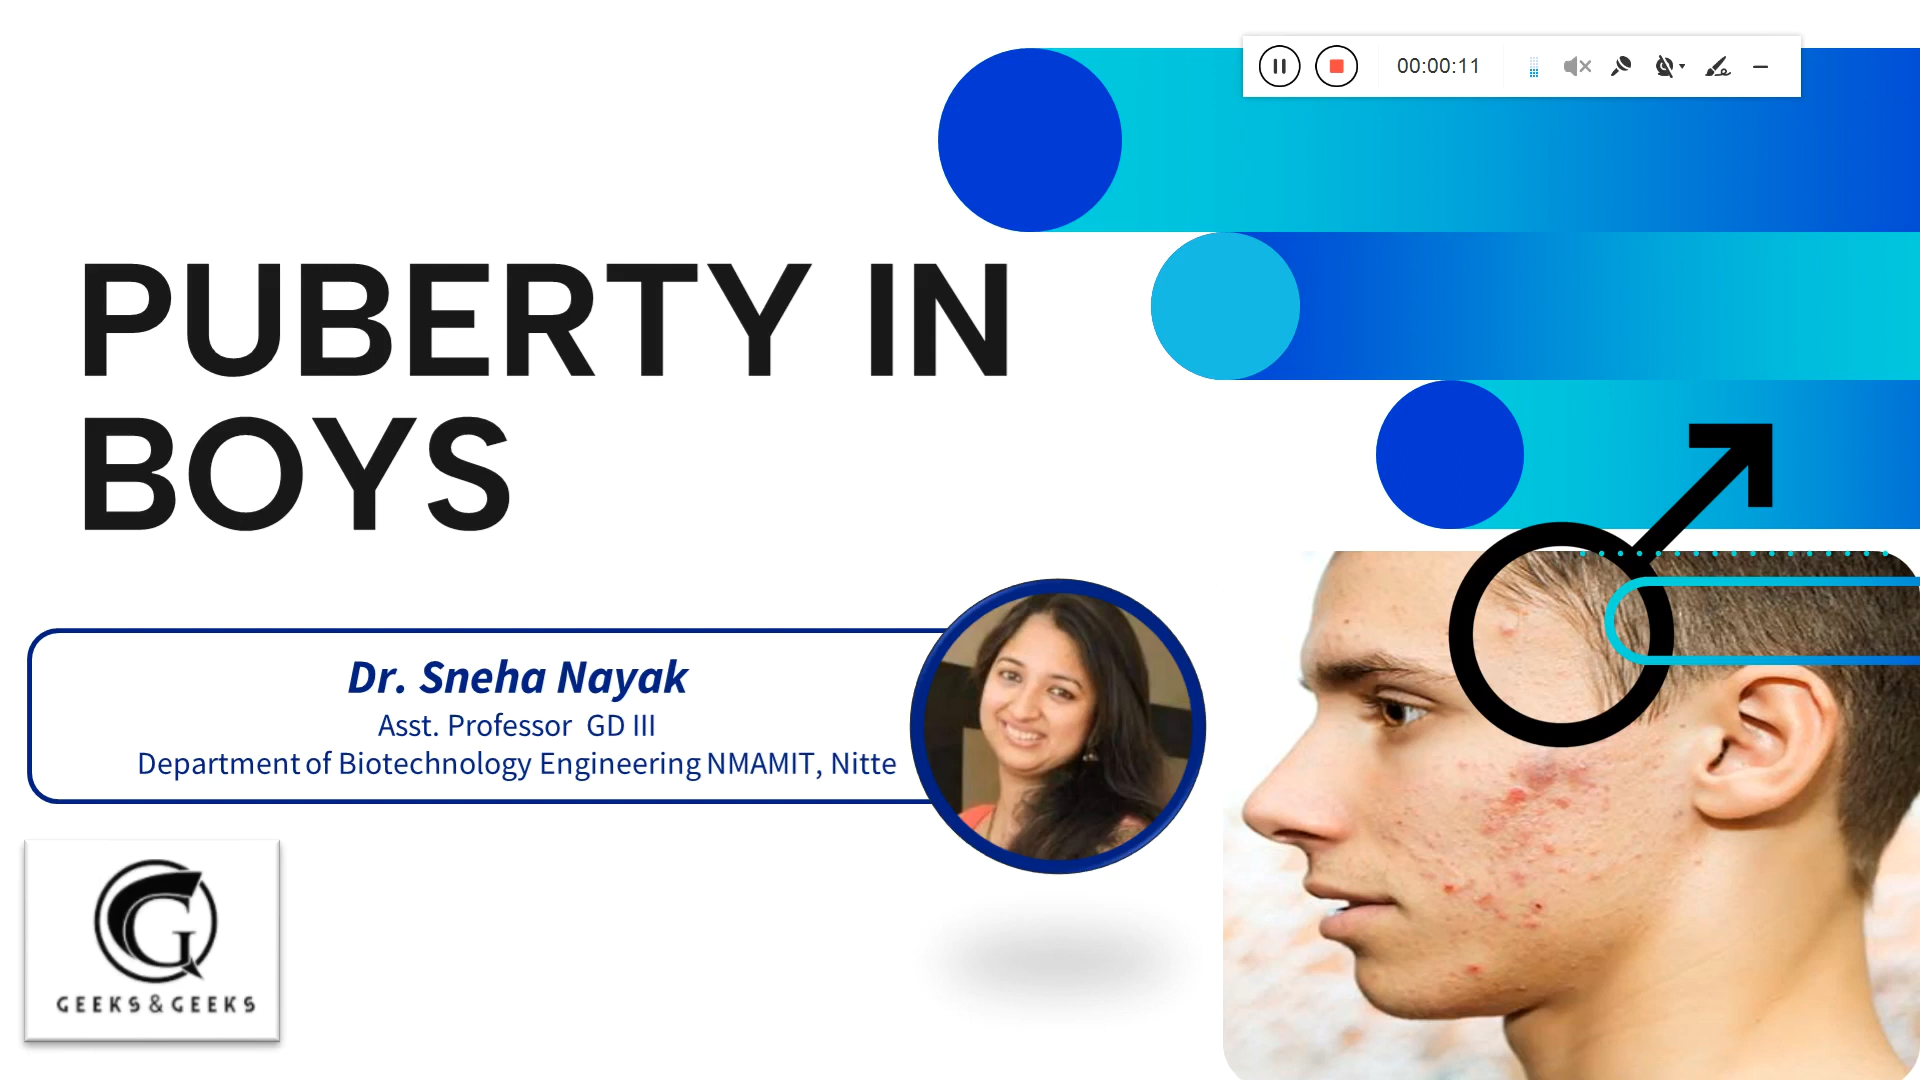 00:00:11
PUBERTY IN
BOYS
Dr. Sneha Nayak
Asst. Professor GD III
Department of Biotechnology Engineering NMAMIT, Nitte
G
GEEKS&GEEKS